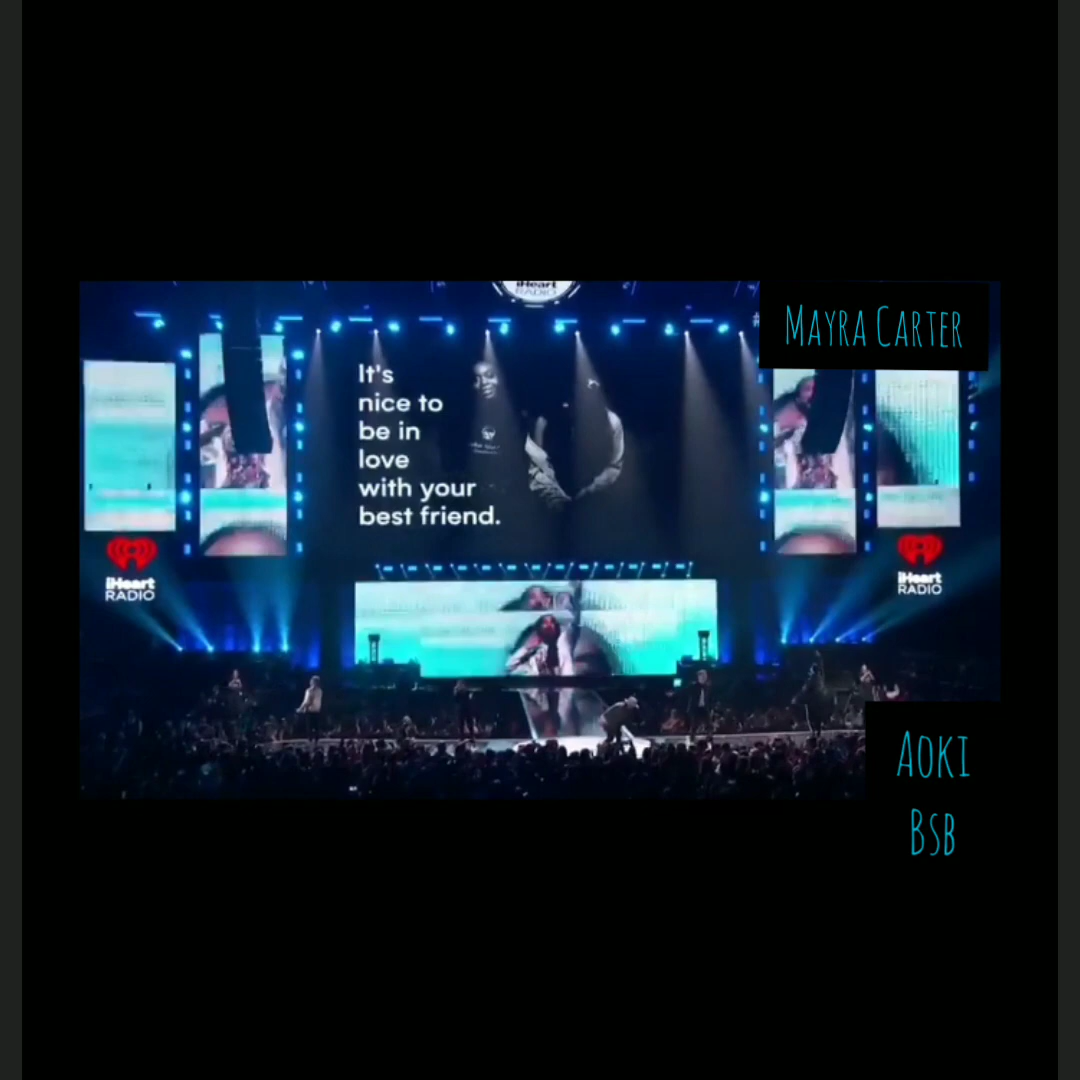 iHeart
RADIO
MAYRA CARTER
It's
nice to
be in
love
with your
best friend.
iHeart
RADIO
iHeart
RADIO
AOKI
BSB